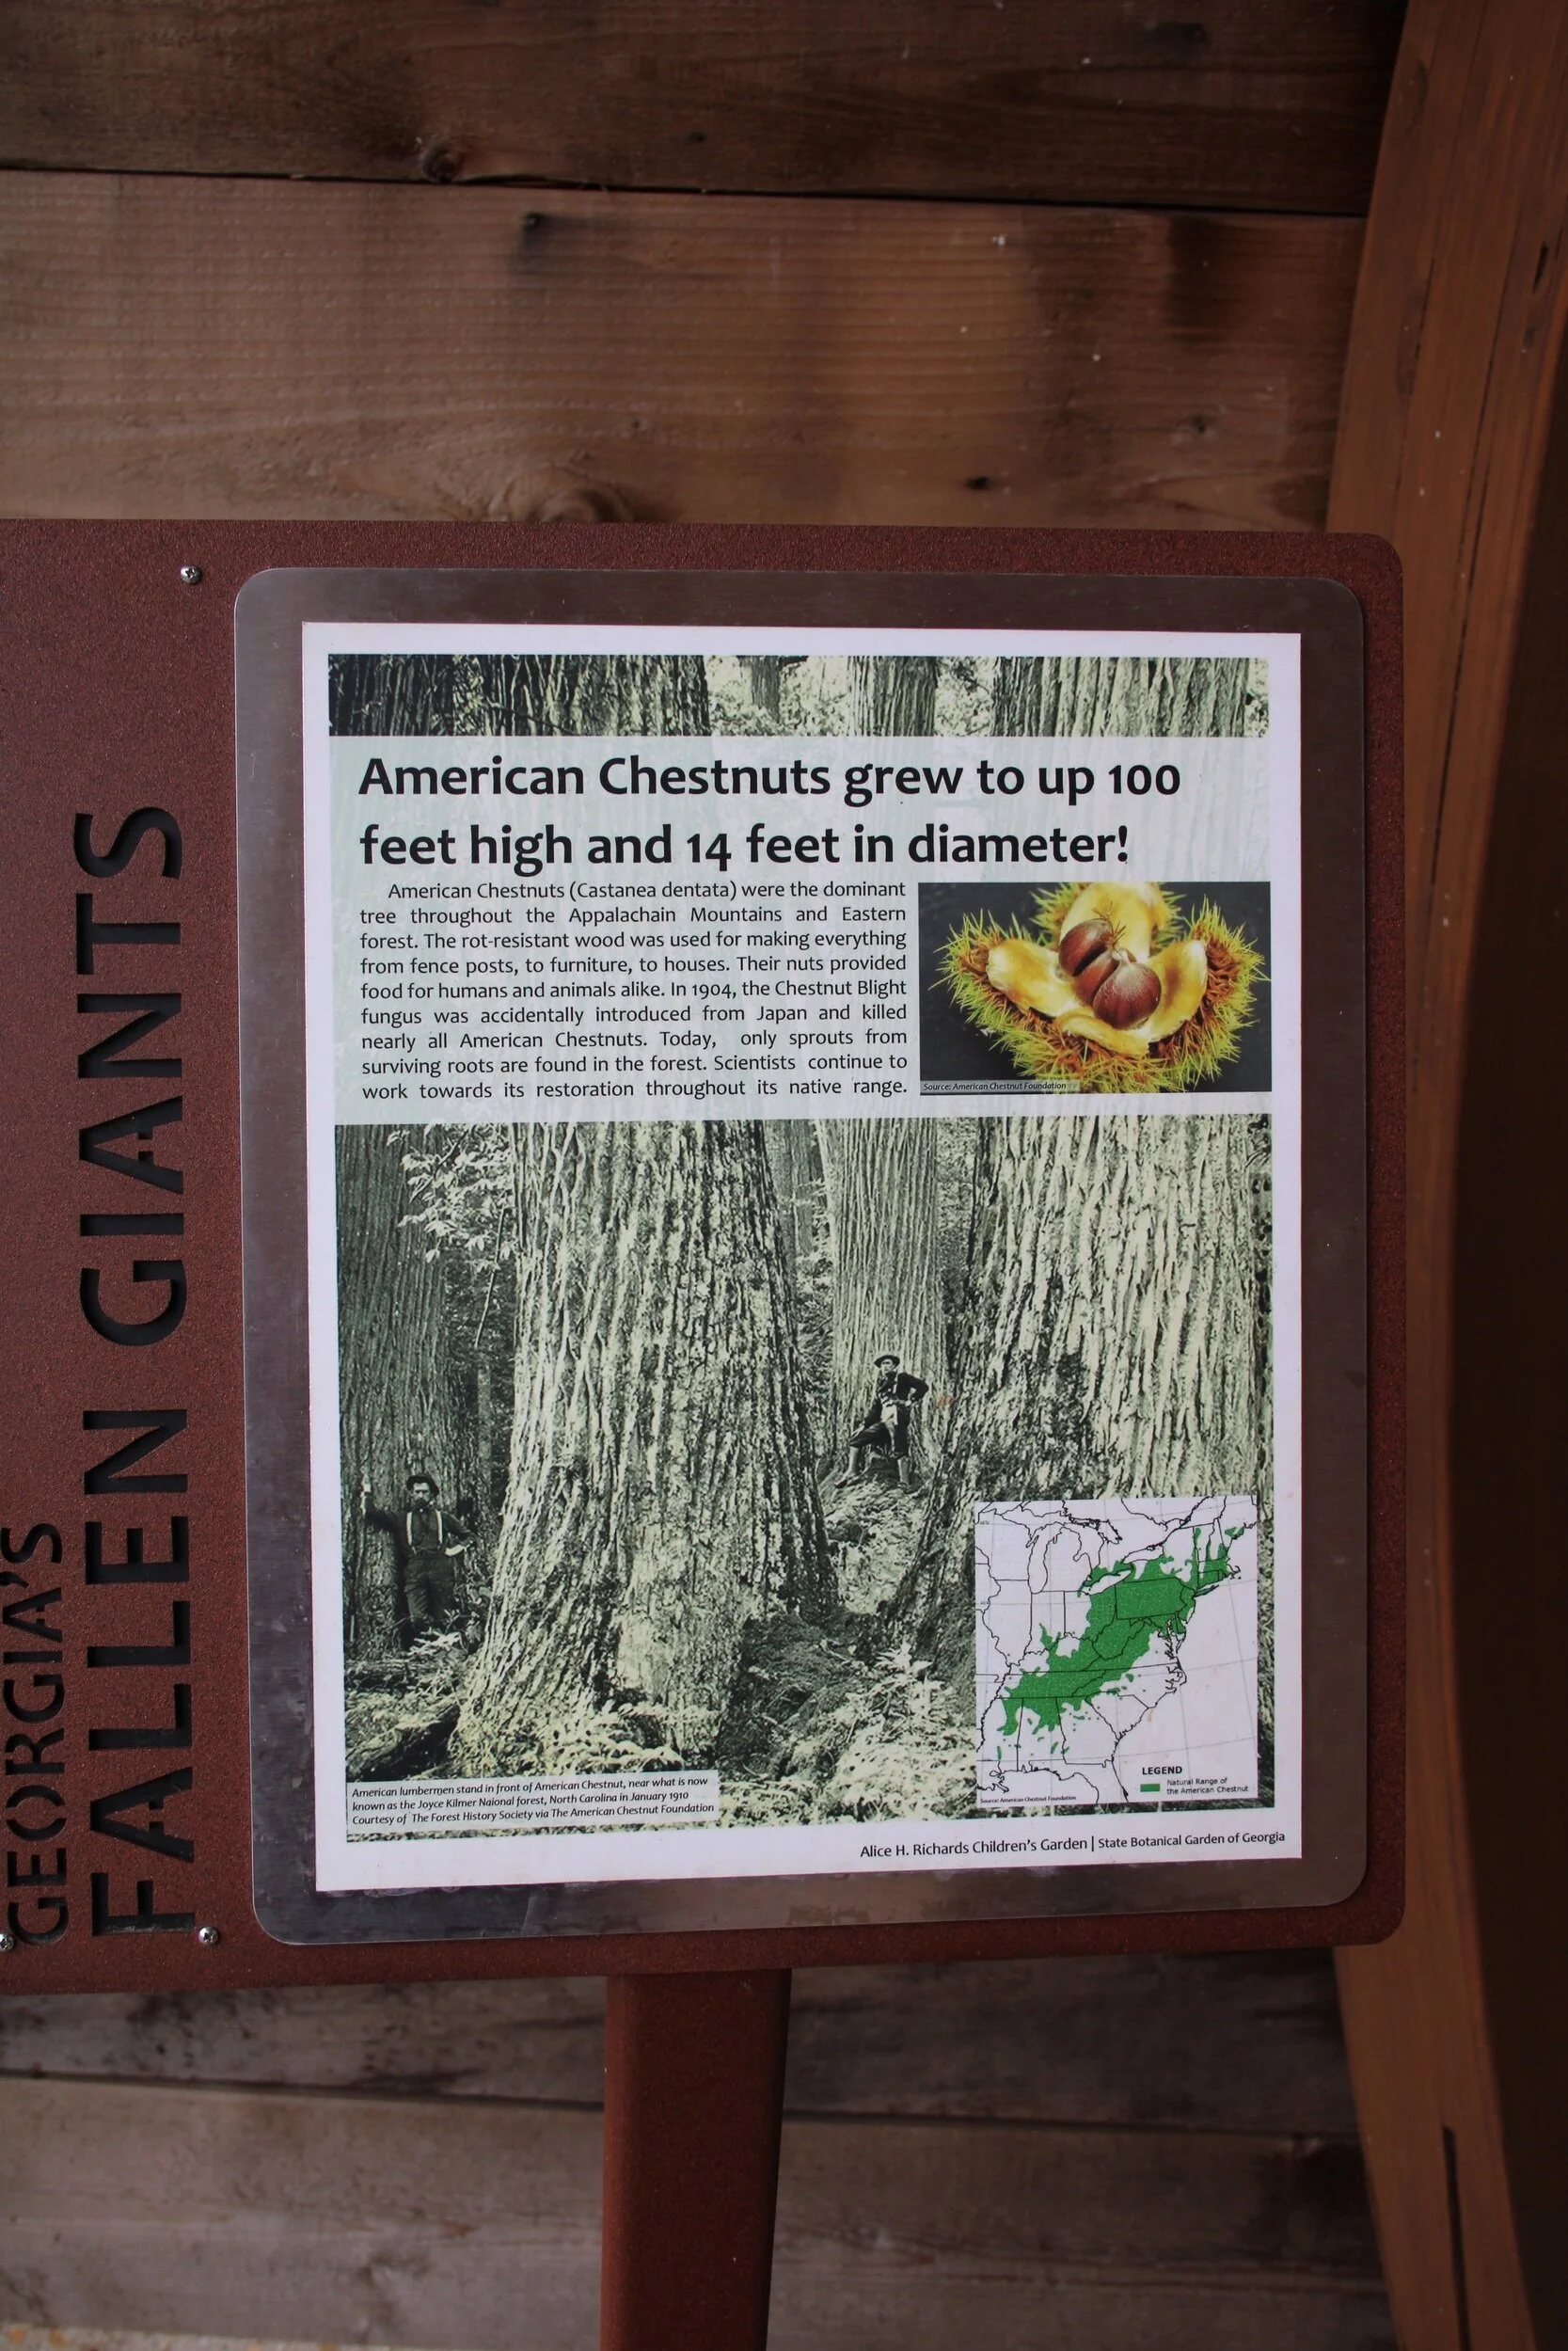 GEORGIA'S
FALLEN GIANTS
American Chestnuts grew to up 100
feet high and 14 feet in diameter!
American Chestnuts (Castanea dentata) were the dominant
tree throughout the Appalachain Mountains and Eastern
forest. The rot-resistant wood was used for making everything
from fence posts, to furniture, to houses. Their nuts provided
food for humans and animals alike. In 1904, the Chestnut Blight
fungus was accidentally introduced from Japan and killed
nearly all American Chestnuts. Today, only sprouts from
surviving roots are found in the forest. Scientists continue to
work towards its restoration throughout its native range.
Source: American Chestnut Foundation
American lumbermen stand in front of American Chestnut, near what is now
known as the Joyce Kilmer Naional forest, North Carolina in January 1910
Courtesy of The Forest History Society via The American Chestnut Foundation
LEGEND
Natural Range of
the American Chestnut
Source: American Chestnut Foundation
Alice H. Richards Children's Garden | State Botanical Garden of Georgia